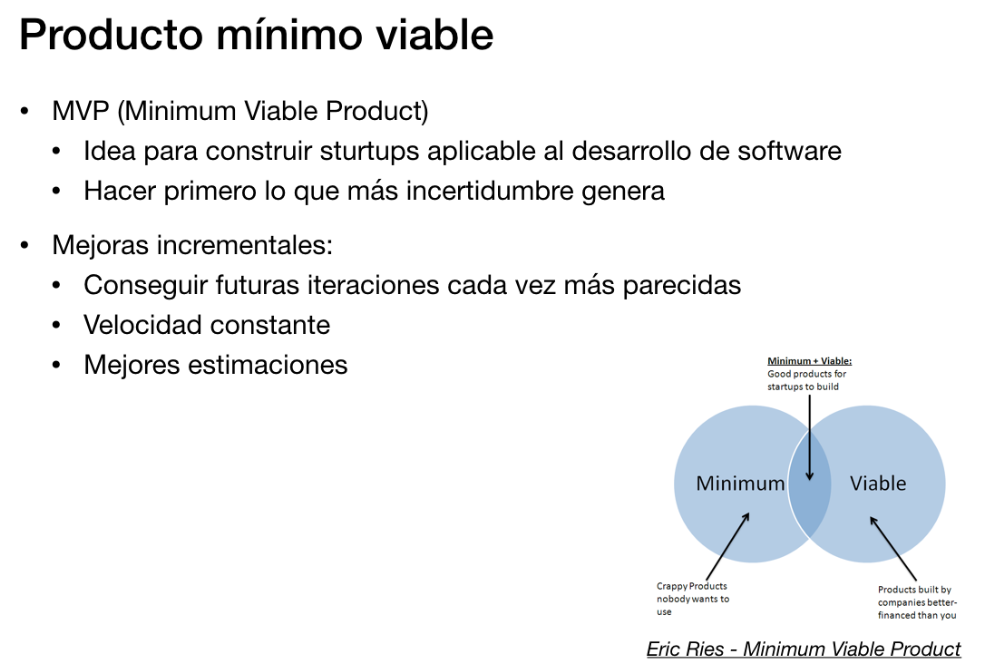 Producto mínimo viable
• MVP (Minimum Viable Product)
• Idea para construir sturtups aplicable al desarrollo de software
• Hacer primero lo que más incertidumbre genera
• Mejoras incrementales:
• Conseguir futuras iteraciones cada vez más parecidas
• Velocidad constante
• Mejores estimaciones
Minimum + Viable:
Good products for
startups to build
Minimum
Viable
Crappy Products
nobody wants to
use
Products built by
companies better-
financed than you
Eric Ries - Minimum Viable Product